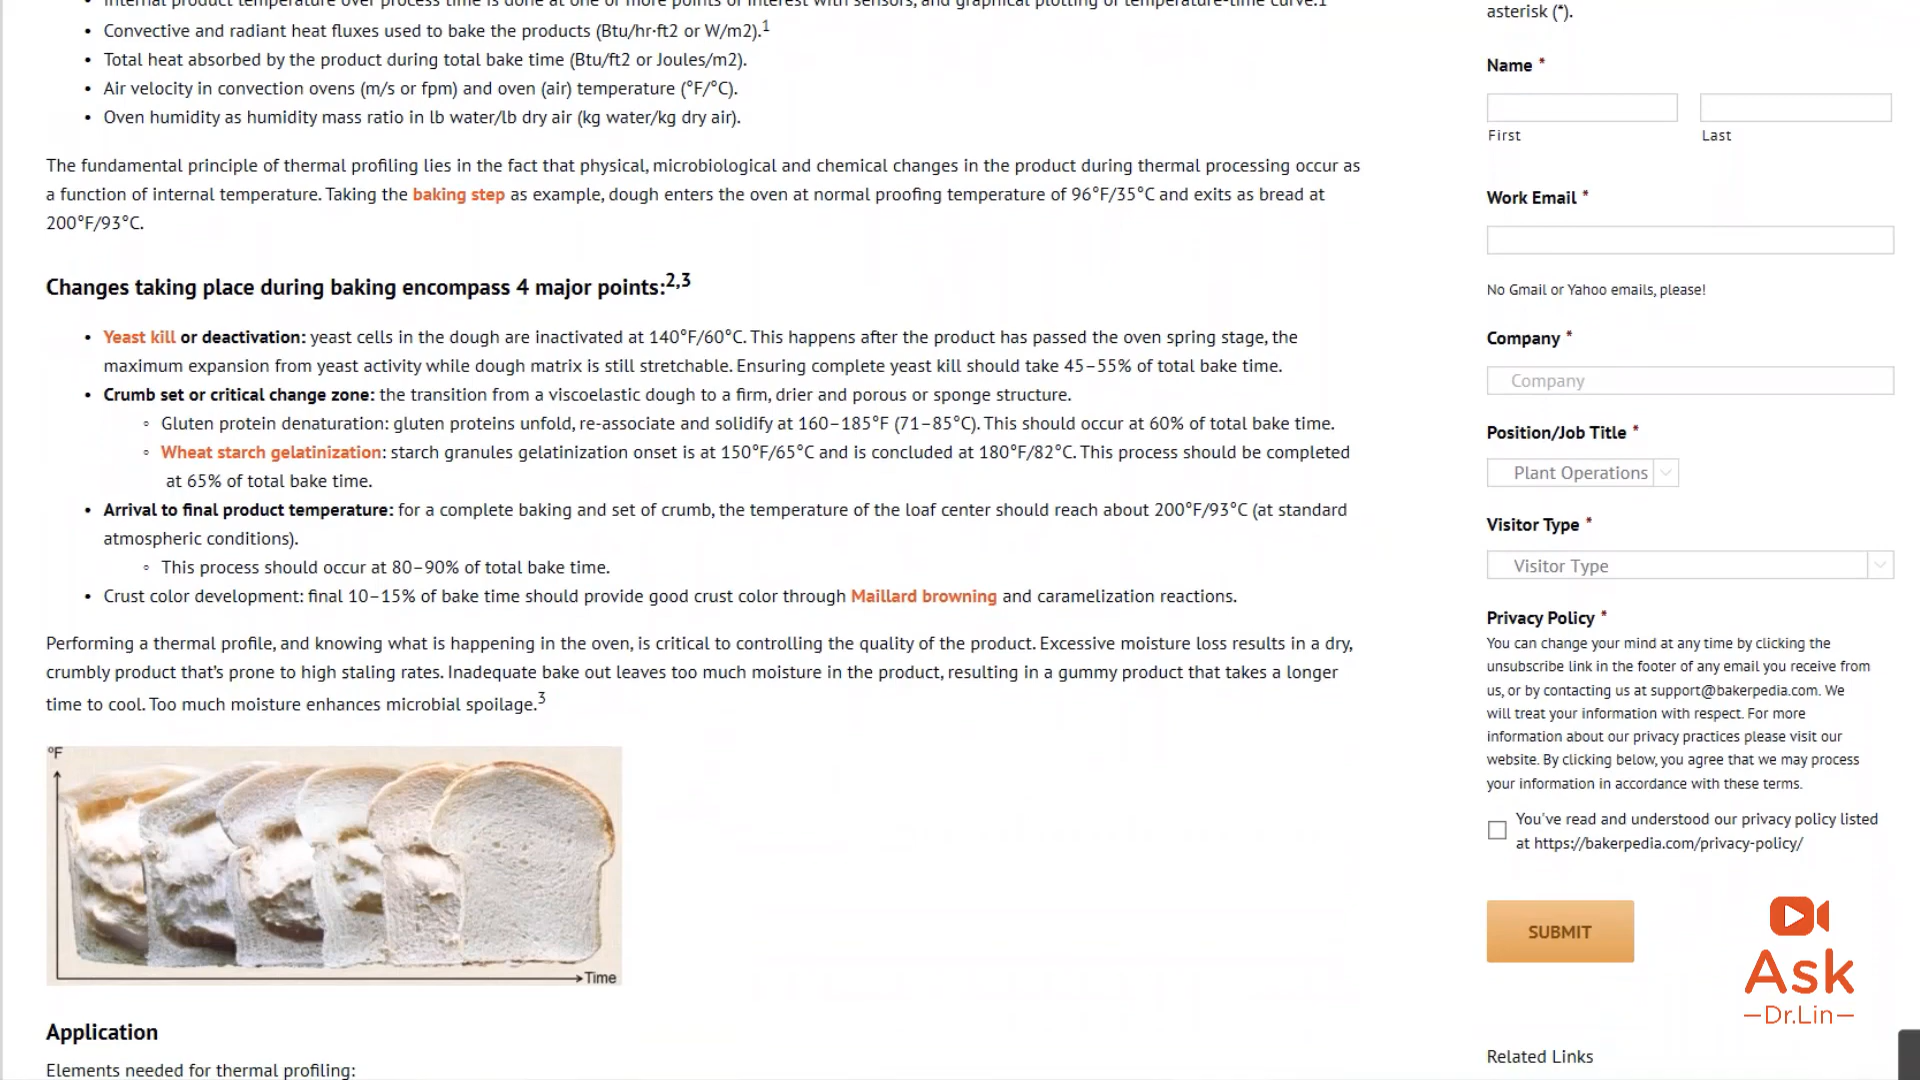 Internal product temperature over process time is done at one or more points of interest with sensors, and graphical plotting of temperature-time curve.1
• Convective and radiant heat fluxes used to bake the products (Btu/hr·ft2 or W/m2).1
• Total heat absorbed by the product during total bake time (Btu/ft2 or Joules/m2).
• Air velocity in convection ovens (m/s or fpm) and oven (air) temperature (°F/°C).
• Oven humidity as humidity mass ratio in lb water/lb dry air (kg water/kg dry air).
The fundamental principle of thermal profiling lies in the fact that physical, microbiological and chemical changes in the product during thermal processing occur as
a function of internal temperature. Taking the baking step as example, dough enters the oven at normal proofing temperature of 96°F/35°C and exits as bread at
200°F/93°C.
Changes taking place during baking encompass 4 major points:2,3
• Yeast kill or deactivation: yeast cells in the dough are inactivated at 140°F/60°C. This happens after the product has passed the oven spring stage, the
maximum expansion from yeast activity while dough matrix is still stretchable. Ensuring complete yeast kill should take 45–55% of total bake time.
• Crumb set or critical change zone: the transition from a viscoelastic dough to a firm, drier and porous or sponge structure.
◦ Gluten protein denaturation: gluten proteins unfold, re-associate and solidify at 160–185°F (71–85°C). This should occur at 60% of total bake time.
◦ Wheat starch gelatinization: starch granules gelatinization onset is at 150°F/65°C and is concluded at 180°F/82°C. This process should be completed
at 65% of total bake time.
• Arrival to final product temperature: for a complete baking and set of crumb, the temperature of the loaf center should reach about 200°F/93°C (at standard
atmospheric conditions).
◦ This process should occur at 80–90% of total bake time.
• Crust color development: final 10–15% of bake time should provide good crust color through Maillard browning and caramelization reactions.
Performing a thermal profile, and knowing what is happening in the oven, is critical to controlling the quality of the product. Excessive moisture loss results in a dry,
crumbly product that's prone to high staling rates. Inadequate bake out leaves too much moisture in the product, resulting in a gummy product that takes a longer
time to cool. Too much moisture enhances microbial spoilage.3
°F
Time
Application
Elements needed for thermal profiling:
asterisk (*).
Name *
First
Last
Work Email *
No Gmail or Yahoo emails, please!
Company *
Company
Position/Job Title *
Plant Operations
Visitor Type *
Visitor Type
Privacy Policy *
You can change your mind at any time by clicking the
unsubscribe link in the footer of any email you receive from
us, or by contacting us at support@bakerpedia.com. We
will treat your information with respect. For more
information about our privacy practices please visit our
website. By clicking below, you agree that we may process
your information in accordance with these terms.
You've read and understood our privacy policy listed
at https://bakerpedia.com/privacy-policy/
SUBMIT
Ask
—Dr.Lin—
Related Links